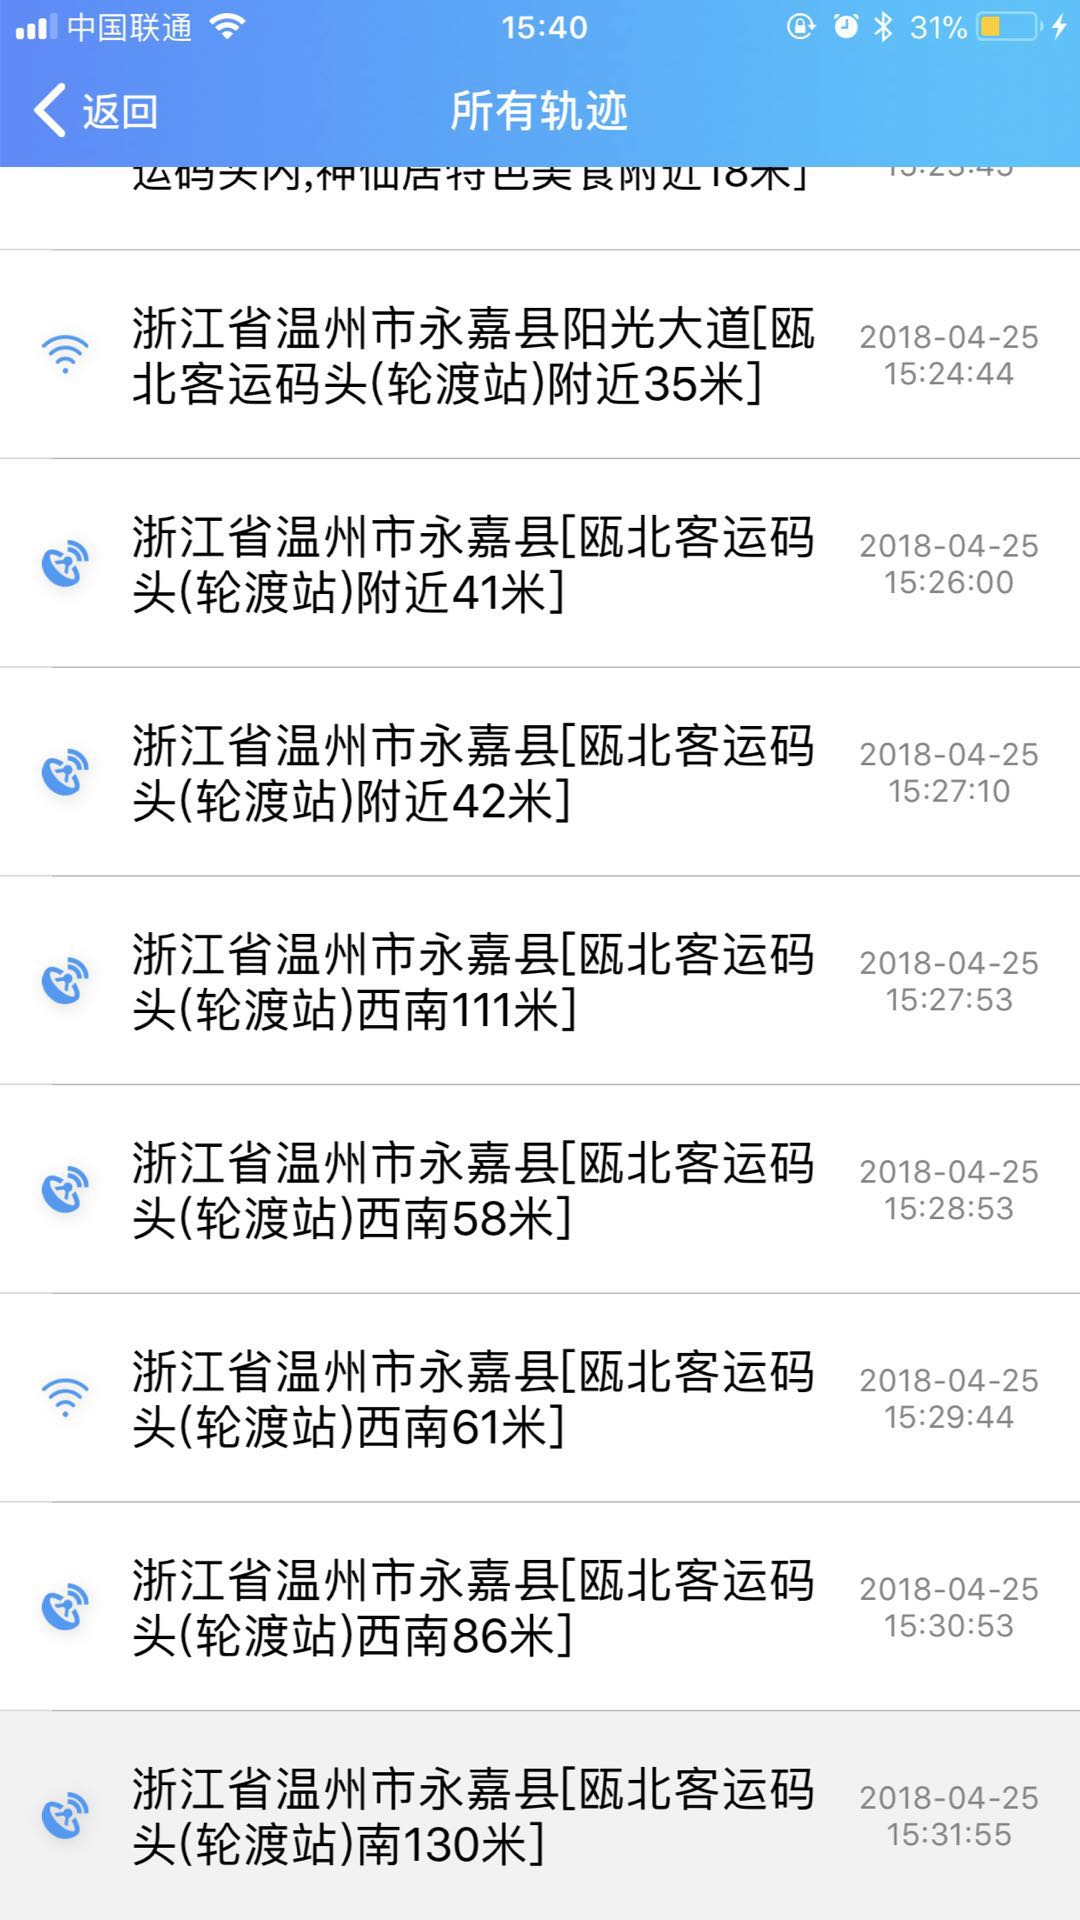 中国联通
15:40
31%
返回
所有轨迹
运码头内,神仙居特色美食附近18米]
15:23:45
浙江省温州市永嘉县阳光大道[瓯
北客运码头(轮渡站)附近35米]
2018-04-25
15:24:44
浙江省温州市永嘉县[瓯北客运码
头(轮渡站)附近41米]
2018-04-25
15:26:00
浙江省温州市永嘉县[瓯北客运码
头(轮渡站)附近42米]
2018-04-25
15:27:10
浙江省温州市永嘉县[瓯北客运码
头(轮渡站)西南111米]
2018-04-25
15:27:53
浙江省温州市永嘉县[瓯北客运码
头(轮渡站)西南58米]
2018-04-25
15:28:53
浙江省温州市永嘉县[瓯北客运码
头(轮渡站)西南61米]
2018-04-25
15:29:44
浙江省温州市永嘉县[瓯北客运码
头(轮渡站)西南86米]
2018-04-25
15:30:53
浙江省温州市永嘉县[瓯北客运码
头(轮渡站)南130米]
2018-04-25
15:31:55